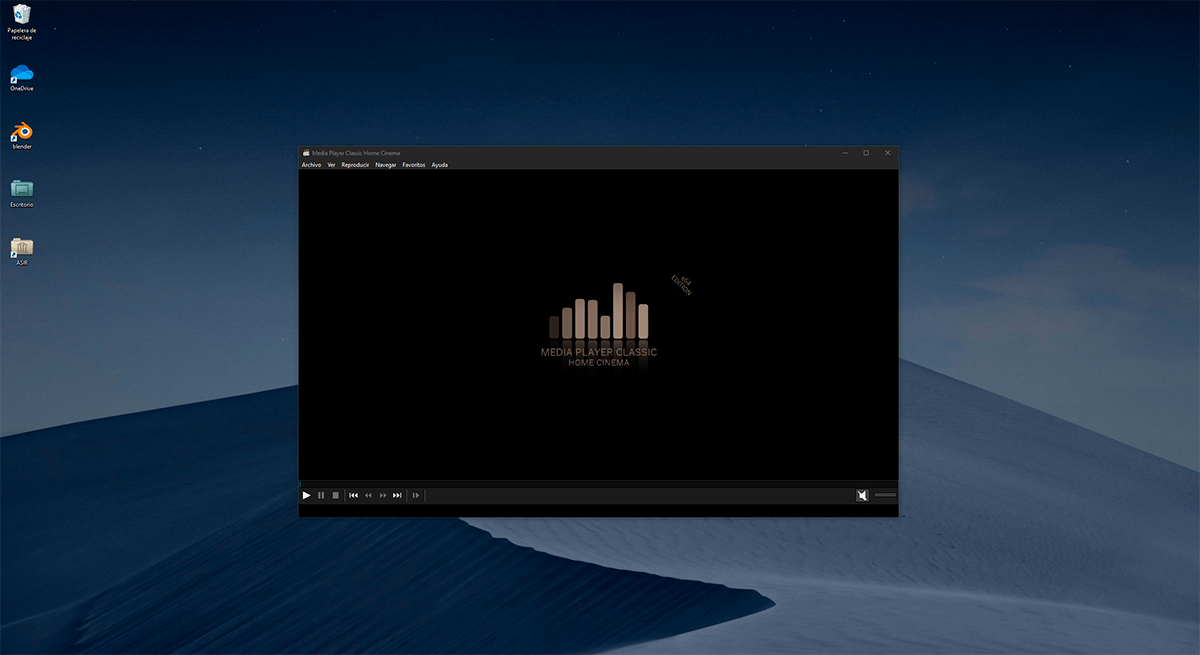 Papelera de
reciclaje
OneDrive
blender
Escritorio
ASIR
Media Player Classic Home Cinema
Archivo Ver Reproducir Navegar Favoritos Ayuda
x64
EDITION
MEDIA PLAYER CLASSIC
HOME CINEMA